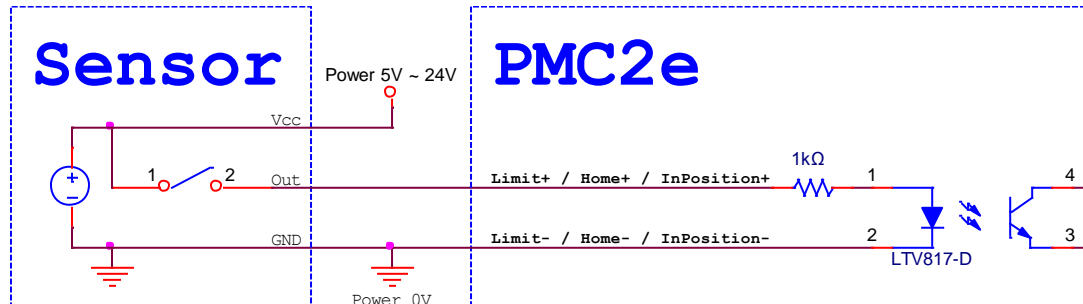 Sensor
PMC2e
Power 5V ~ 24V
Vcc
1kΩ
1 2 Out Limit+ / Home+ / InPosition+ 1 4
GND Limit- / Home- / InPosition- 2 3
LTV817-D
Power 0V